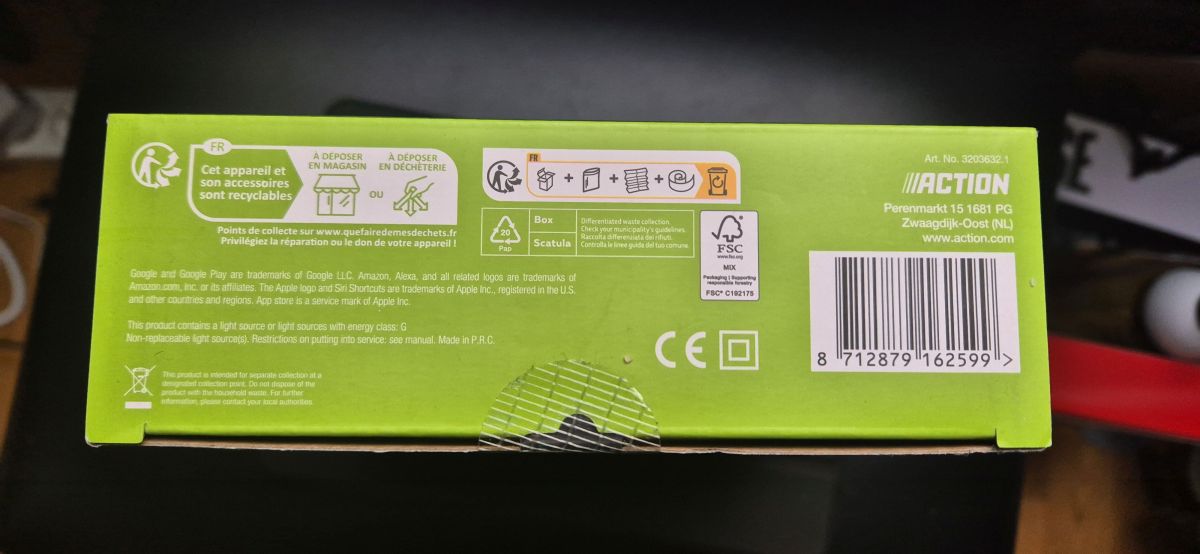 FR
Cet appareil et
son accessoires
sont recyclables
À DÉPOSER
EN MAGASIN
OU
À DÉPOSER
EN DÉCHÈTERIE
Points de collecte sur www.quefairedemesdechets.fr
Privilégiez la réparation ou le don de votre appareil !
FR
+ + +
20
Pap
Box
Scatula
Differentiated waste collection.
Check your municipality's guidelines.
Raccolta differenziata dei rifiuti.
Controlla le linee guida del tuo comune.
FSC
www.fsc.org
MIX
Packaging | Supporting
responsible forestry
FSC® C192175
Art. No. 3203632.1
ACTION
Perenmarkt 15 1681 PG
Zwaagdijk-Oost (NL)
www.action.com
Google and Google Play are trademarks of Google LLC. Amazon, Alexa, and all related logos are trademarks of
Amazon.com, Inc. or its affiliates. The Apple logo and Siri Shortcuts are trademarks of Apple Inc., registered in the U.S.
and other countries and regions. App store is a service mark of Apple Inc.
This product contains a light source or light sources with energy class: G
Non-replaceable light source(s). Restrictions on putting into service: see manual. Made in P.R.C.
This product is intended for separate collection at a
designated collection point. Do not dispose of the
product with the household waste. For further
information, please contact your local authorities.
CE
8 712879 162599 >